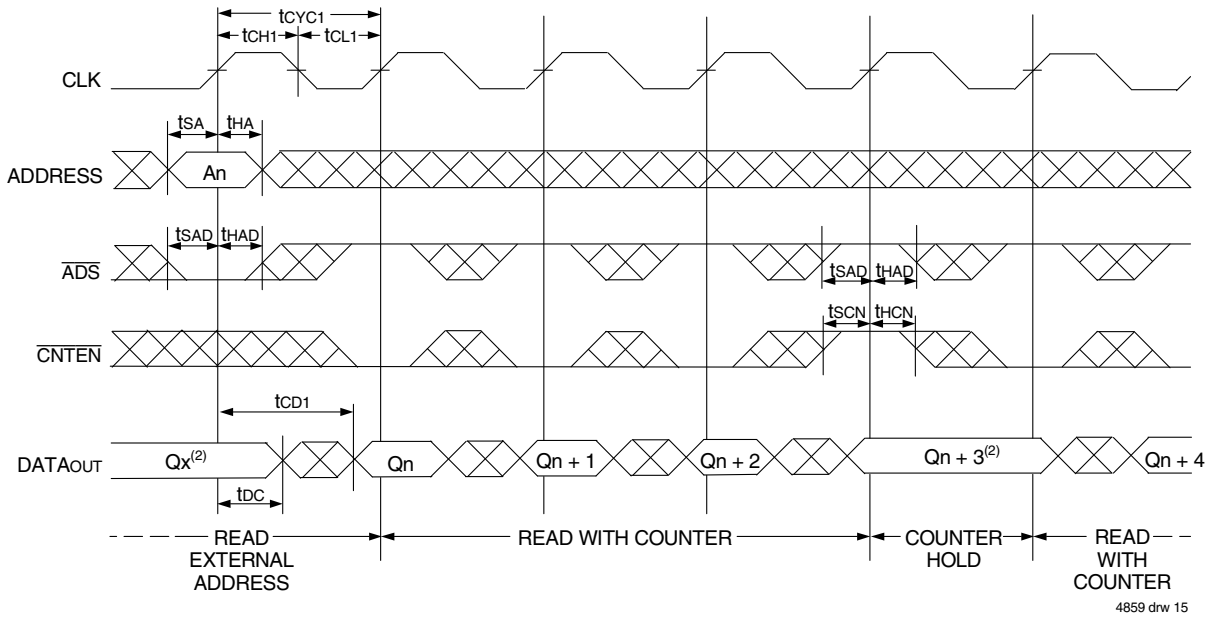 tCYC1
tCH1 tCL1
CLK
tSA tHA
ADDRESS An
tSAD tHAD
ADS
tSAD tHAD
tSCN tHCN
CNTEN
tCD1
DATAOUT Qx(2) Qn Qn + 1 Qn + 2 Qn + 3(2) Qn + 4
tDC
READ EXTERNAL ADDRESS
READ WITH COUNTER
COUNTER HOLD
READ WITH COUNTER
4859 drw 15